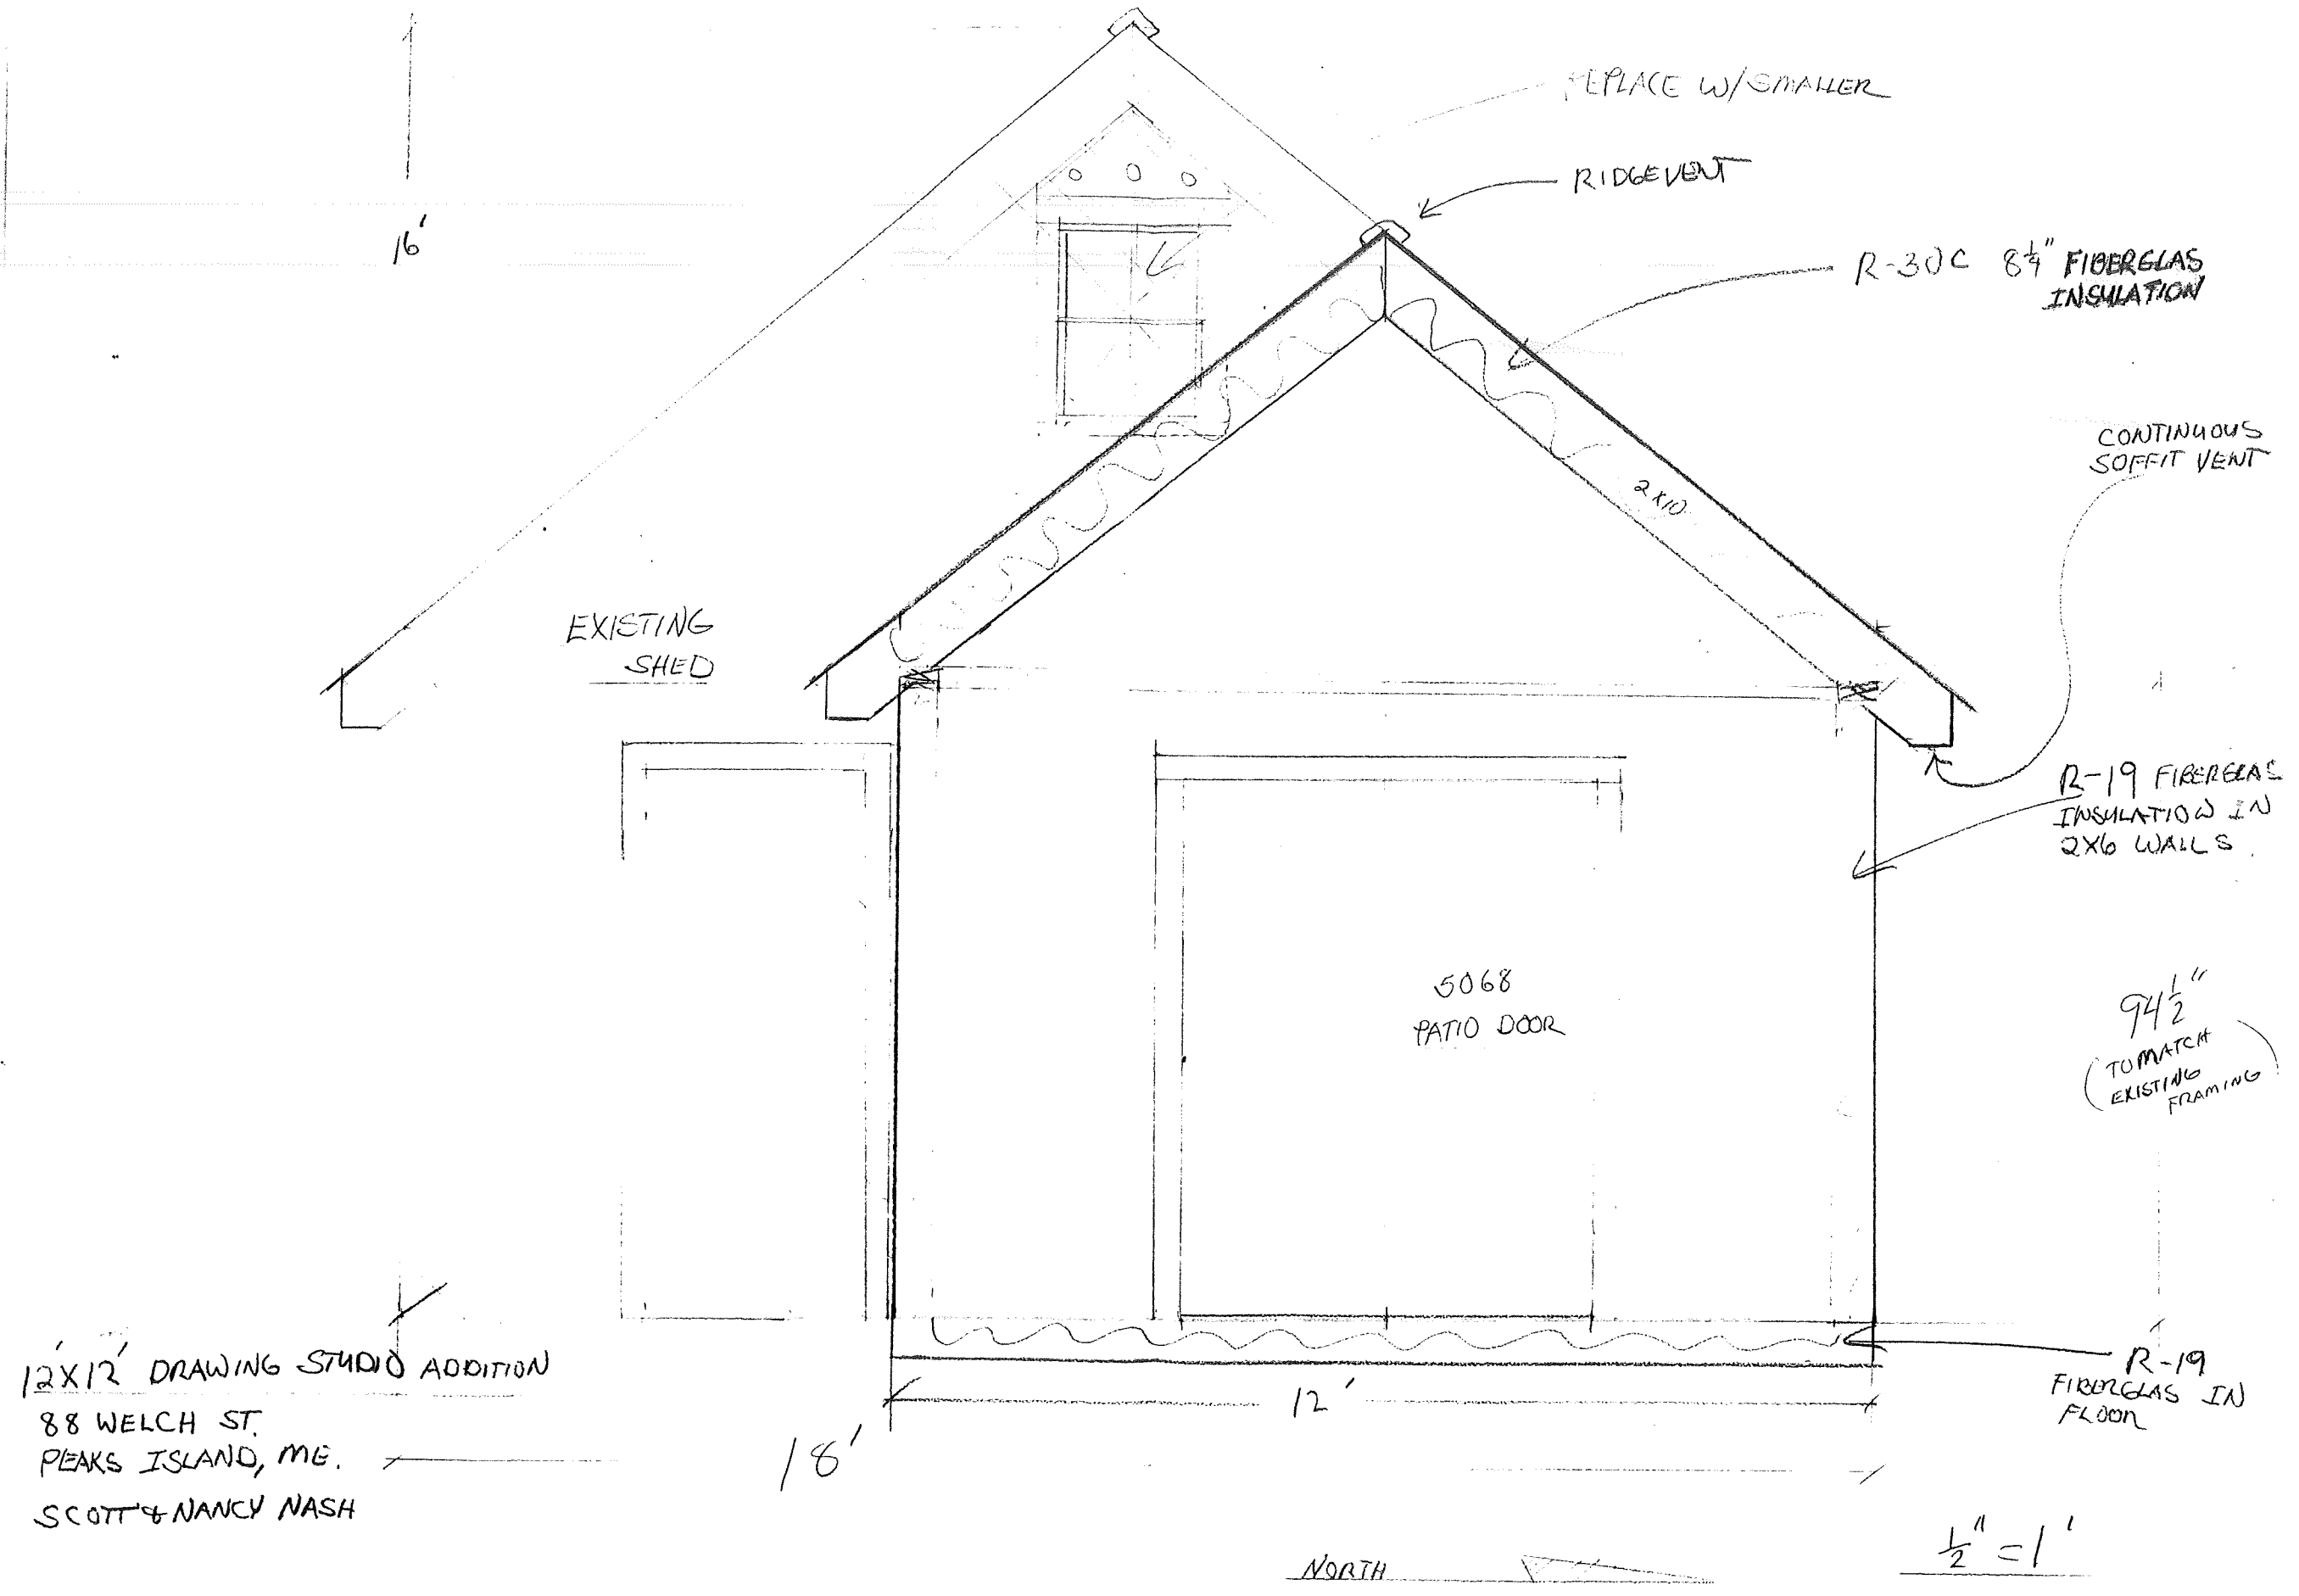 REPLACE W/SMALLER
RIDGEVENT
16'
R-30C 8¼" FIBERGLAS
INSULATION
CONTINUOUS
SOFFIT VENT
2x10
EXISTING
SHED
R-19 FIBERGLAS
INSULATION IN
2X6 WALLS
5068
PATIO DOOR
94½"
(TO MATCH
EXISTING
FRAMING)
R-19
FIBERGLAS IN
FLOOR
12'
18'
12'X12' DRAWING STUDIO ADDITION
88 WELCH ST.
PEAKS ISLAND, ME.
SCOTT & NANCY NASH
NORTH
½" = 1'